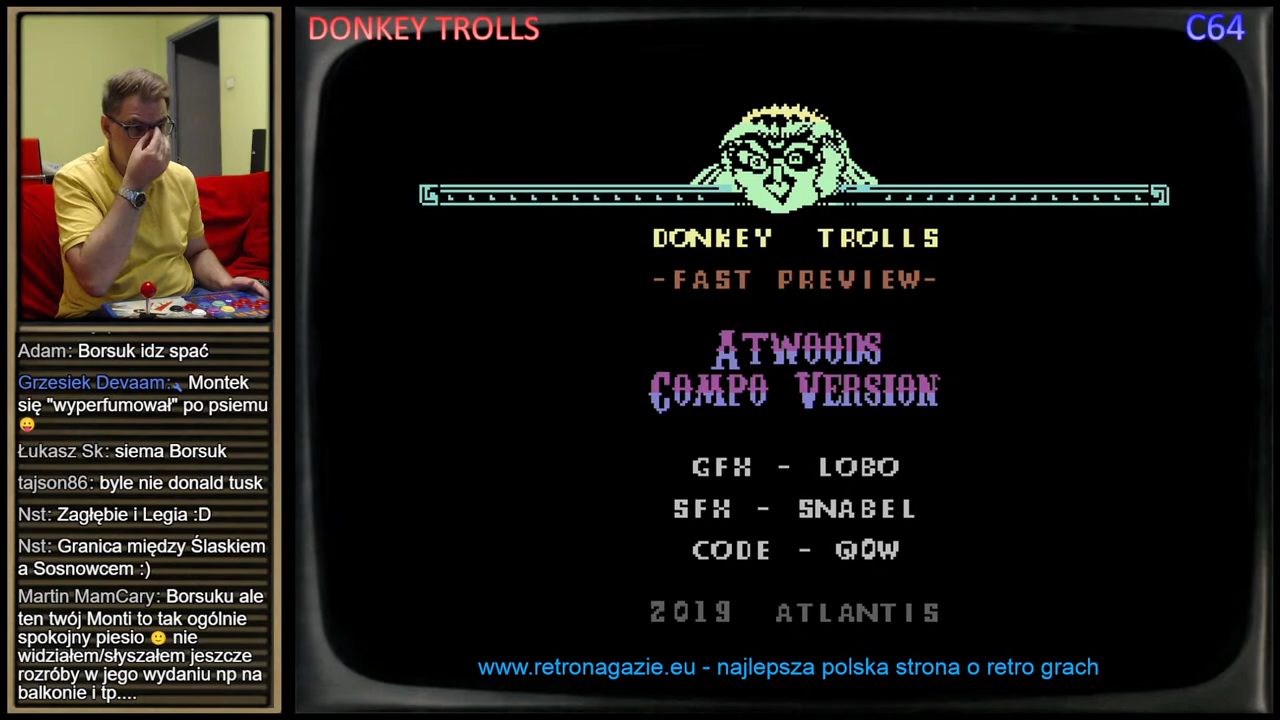 DONKEY TROLLS
C64
DONKEY TROLLS
-FAST PREVIEW-
ATWOODS
COMPO VERSION
GFX - LOBO
SFX - SNABEL
CODE - QOW
2019 ATLANTIS
www.retronagazie.eu - najlepsza polska strona o retro grach
Adam: Borsuk idz spać
Grzesiek Devaam: Montek
się "wyperfumował" po psiemu
😛
Łukasz Sk: siema Borsuk
tajson86: byle nie donald tusk
Nst: Zagłębie i Legia :D
Nst: Granica między Ślaskiem
a Sosnowcem :)
Martin MamCary: Borsuku ale
ten twój Monti to tak ogólnie
spokojny piesio 🙂 nie
widziałem/słyszałem jeszcze
rozróby w jego wydaniu np na
balkonie i tp....